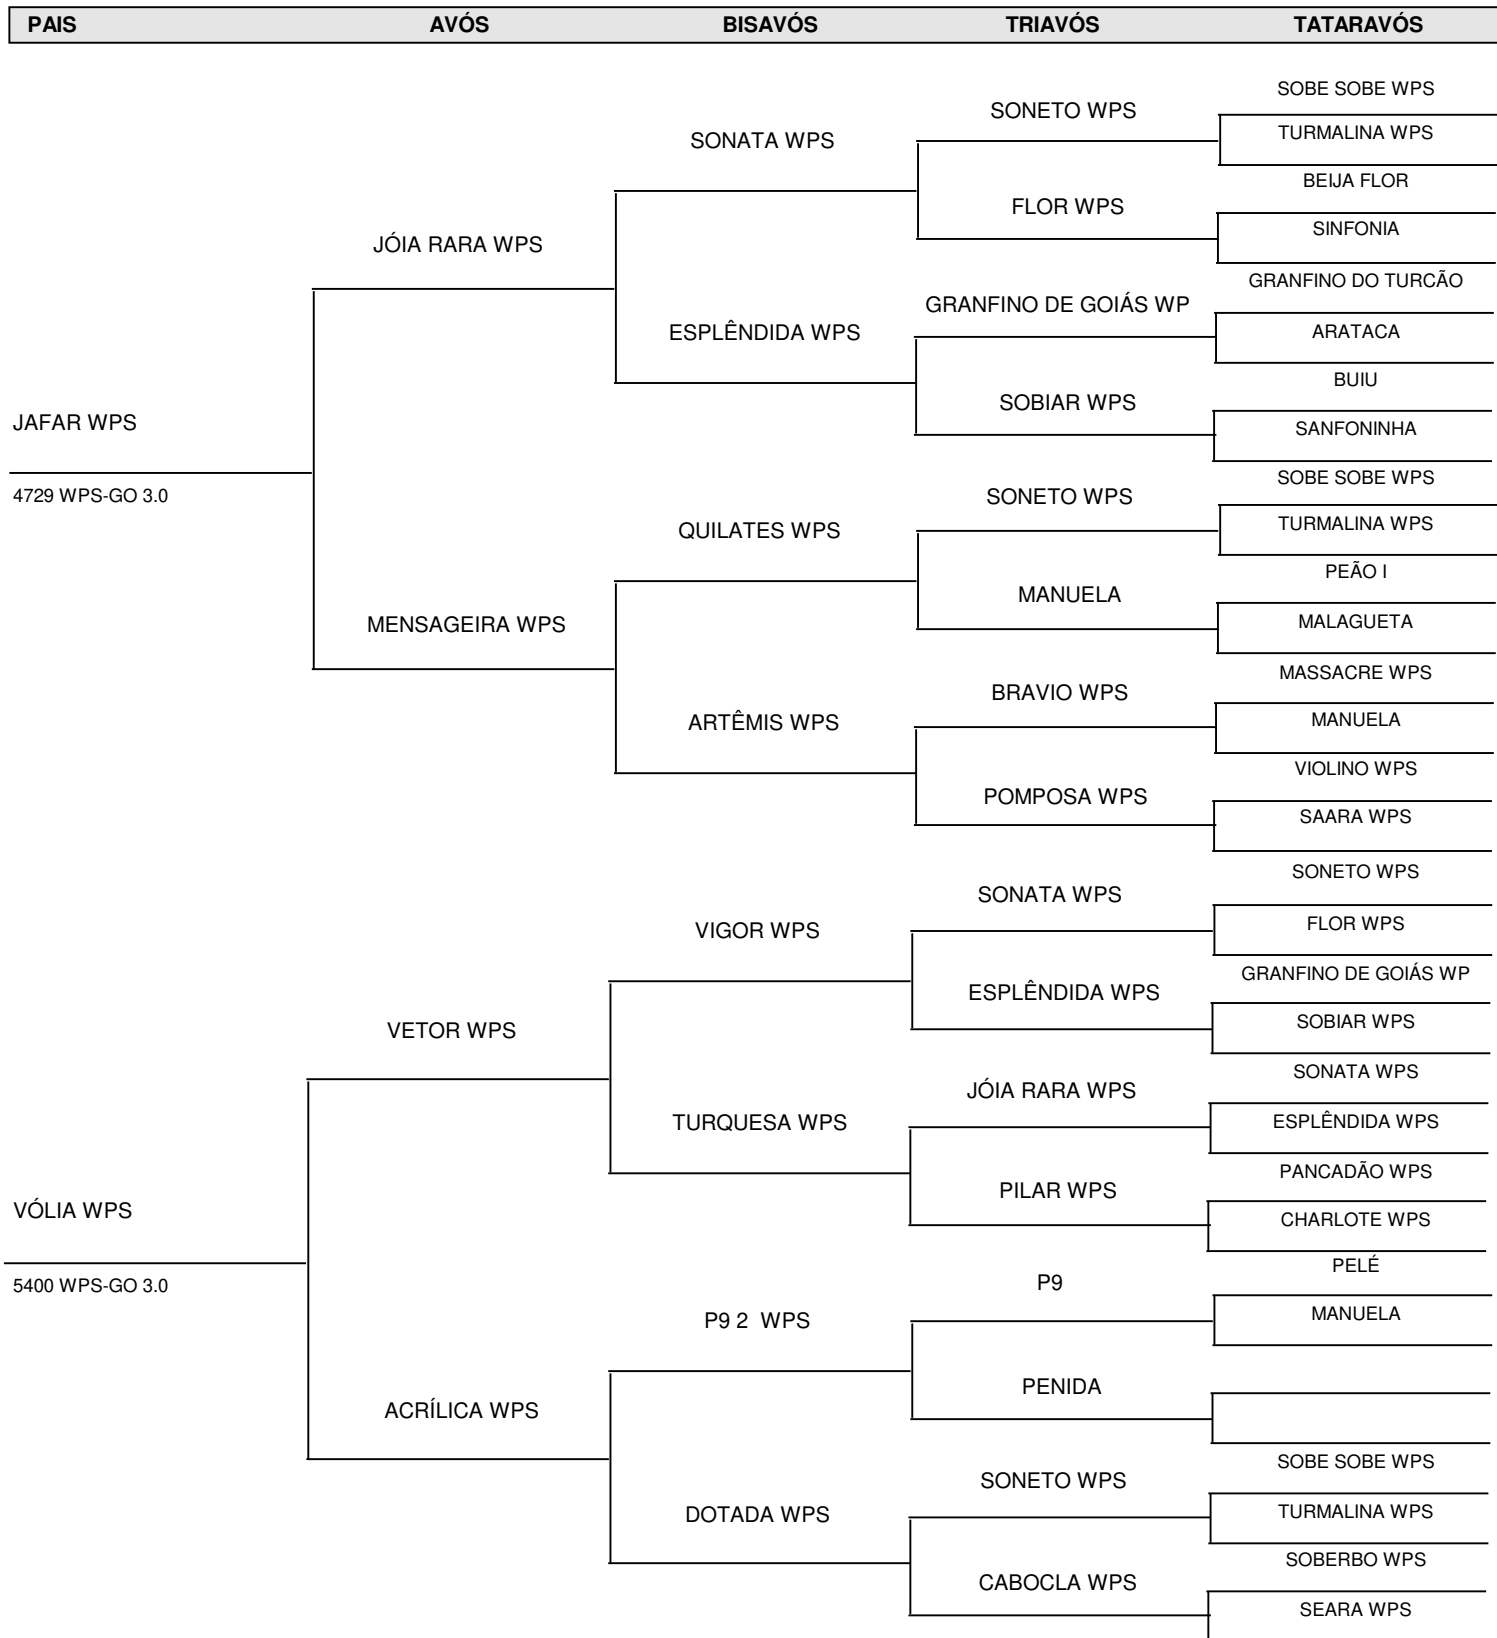 PAIS AVÓS BISAVÓS TRIAVÓS TATARAVÓS
SOBE SOBE WPS
SONETO WPS
TURMALINA WPS
SONATA WPS
BEIJA FLOR
FLOR WPS
SINFONIA
JÓIA RARA WPS
GRANFINO DO TURCÃO
GRANFINO DE GOIÁS WP
ARATACA
ESPLÊNDIDA WPS
BUIU
SOBIAR WPS
SANFONINHA
JAFAR WPS
4729 WPS-GO 3.0
SOBE SOBE WPS
SONETO WPS
TURMALINA WPS
QUILATES WPS
PEÃO I
MANUELA
MALAGUETA
MENSAGEIRA WPS
MASSACRE WPS
BRAVIO WPS
MANUELA
ARTÊMIS WPS
VIOLINO WPS
POMPOSA WPS
SAARA WPS
SONETO WPS
SONATA WPS
FLOR WPS
VIGOR WPS
GRANFINO DE GOIÁS WP
ESPLÊNDIDA WPS
SOBIAR WPS
VETOR WPS
SONATA WPS
JÓIA RARA WPS
ESPLÊNDIDA WPS
TURQUESA WPS
PANCADÃO WPS
PILAR WPS
CHARLOTE WPS
VÓLIA WPS
5400 WPS-GO 3.0
PELÉ
P9
MANUELA
P9 2 WPS
PENIDA
ACRÍLICA WPS
SOBE SOBE WPS
SONETO WPS
TURMALINA WPS
DOTADA WPS
SOBERBO WPS
CABOCLA WPS
SEARA WPS